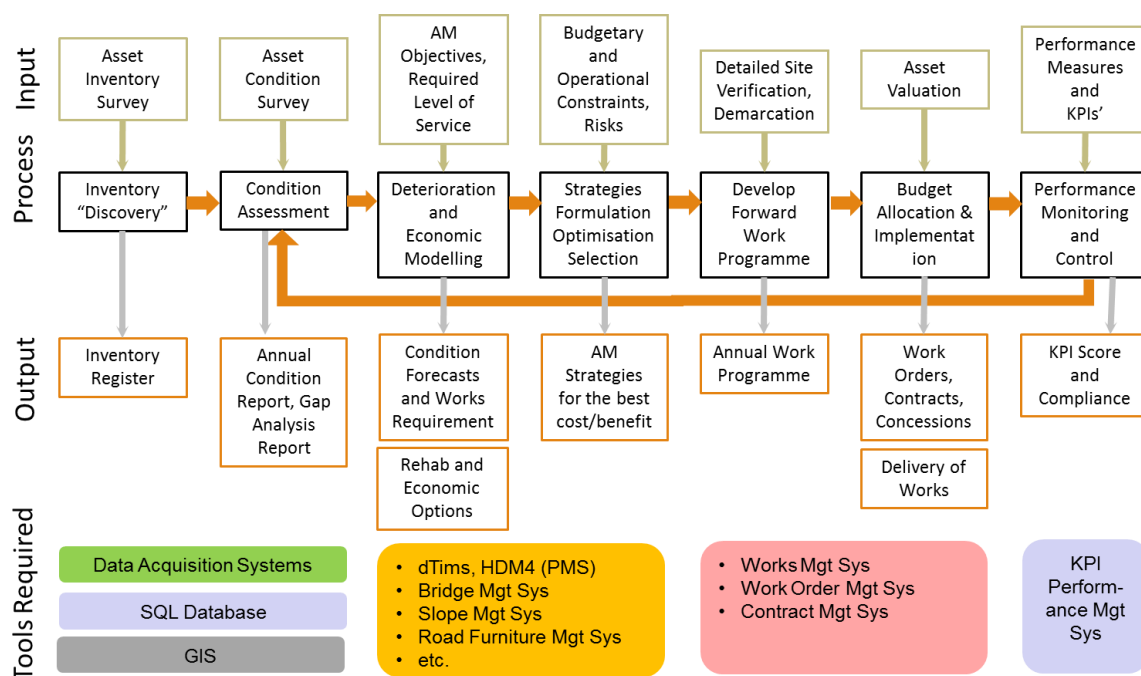 Input
Asset
Inventory
Survey
Asset
Condition
Survey
AM
Objectives,
Required
Level of
Service
Budgetary
and
Operational
Constraints,
Risks
Detailed Site
Verification,
Demarcation
Asset
Valuation
Performance
Measures
and
KPIs’
Process
Inventory
“Discovery”
Condition
Assessment
Deterioration
and
Economic
Modelling
Strategies
Formulation
Optimisation
Selection
Develop
Forward
Work
Programme
Budget
Allocation &
Implementat
ion
Performance
Monitoring
and
Control
Output
Inventory
Register
Annual
Condition
Report, Gap
Analysis
Report
Condition
Forecasts
and Works
Requirement
Rehab and
Economic
Options
AM
Strategies
for the best
cost/benefit
Annual Work
Programme
Work
Orders,
Contracts,
Concessions
Delivery of
Works
KPI Score
and
Compliance
Tools Required
Data Acquisition Systems
SQL Database
GIS
• dTims, HDM4 (PMS)
• Bridge Mgt Sys
• Slope Mgt Sys
• Road Furniture Mgt Sys
• etc.
• Works Mgt Sys
• Work Order Mgt Sys
• Contract Mgt Sys
KPI
Perform-
ance Mgt
Sys